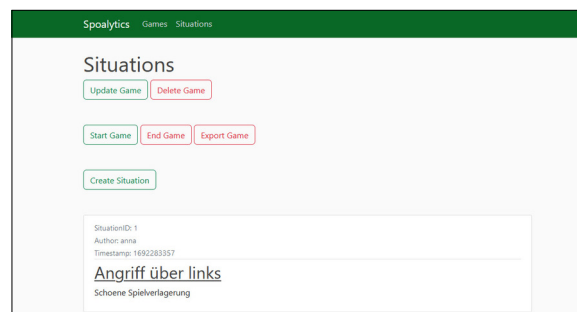 Spoalytics Games Situations
Situations
Update Game Delete Game
Start Game End Game Export Game
Create Situation
SituationID: 1
Author: anna
Timestamp: 1692283357
Angriff über links
Schoene Spielverlagerung